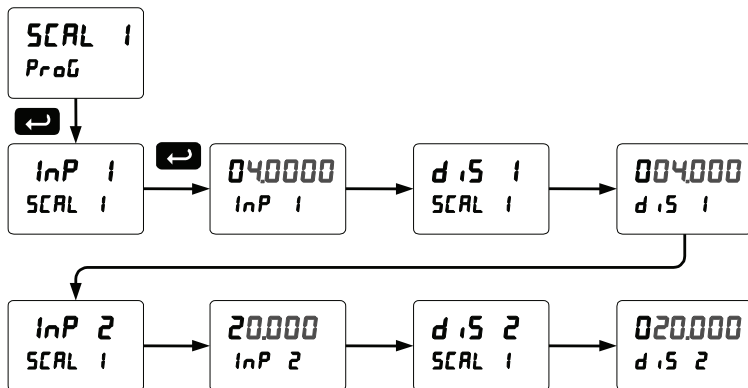 SCAL 1
ProG
InP 1
SCAL 1
04.0000
InP 1
diS 1
SCAL 1
004.000
diS 1
InP 2
SCAL 1
20.000
InP 2
diS 2
SCAL 1
020.000
diS 2